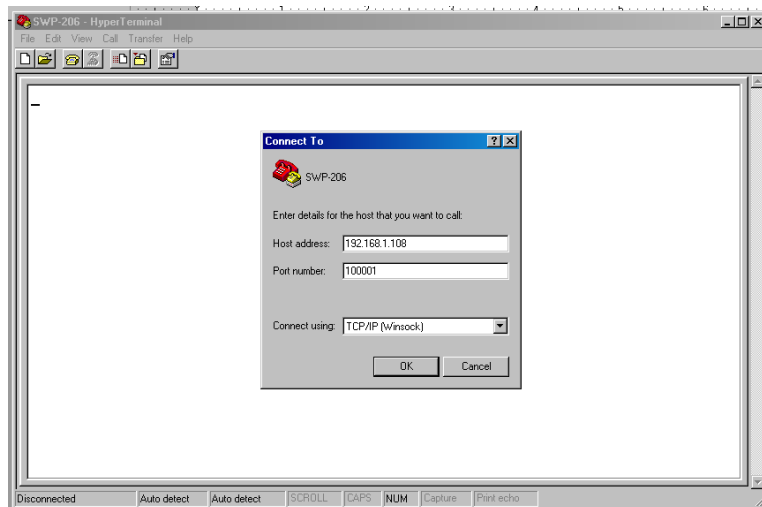 SWP-206 - HyperTerminal
File Edit View Call Transfer Help
Connect To
SWP-206
Enter details for the host that you want to call:
Host address: 192.168.1.108
Port number: 100001
Connect using: TCP/IP (Winsock)
OK Cancel
Disconnected Auto detect Auto detect SCROLL CAPS NUM Capture Print echo